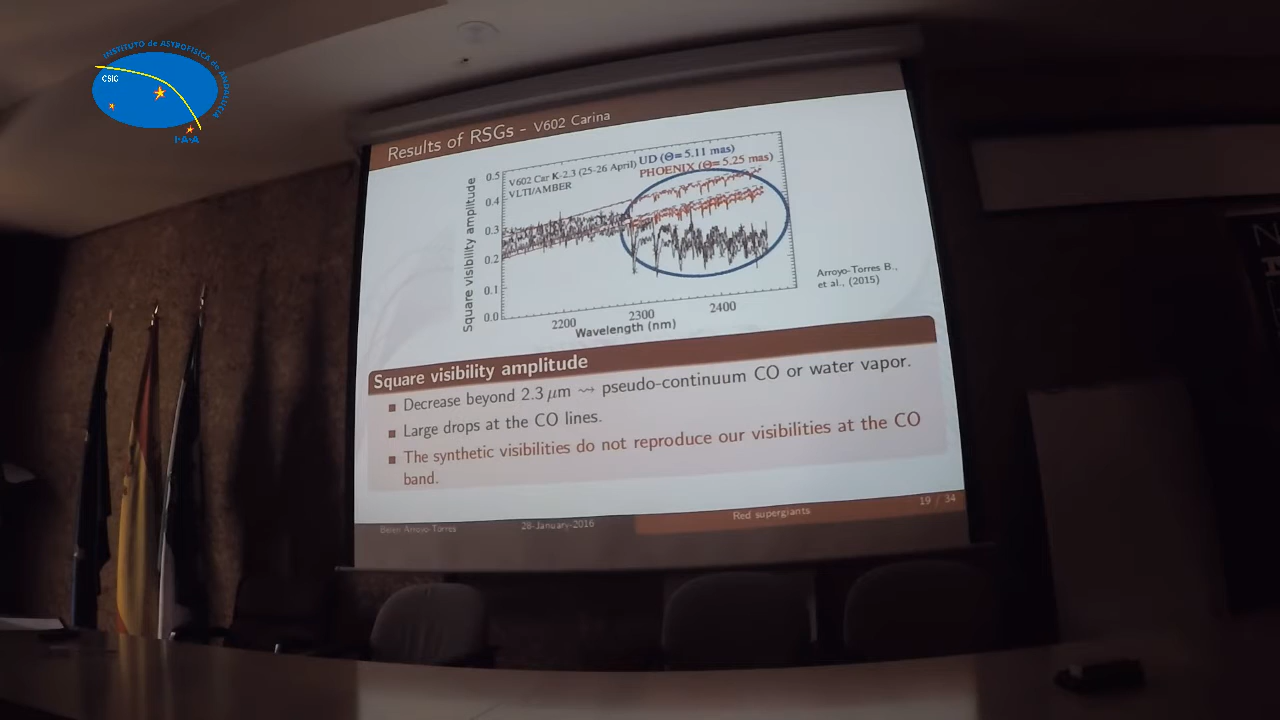 INSTITUTO de ASTROFISICA de ANDALUCIA
CSIC
I-A-A
Results of RSGs - V602 Carina
V602 Car K-2.3 (25-26 April)
VLTI/AMBER
UD (Θ= 5.11 mas)
PHOENIX (Θ= 5.25 mas)
Square visibility amplitude
0.5
0.4
0.3
0.2
0.1
0.0
2200
2300
2400
Wavelength (nm)
Arroyo-Torres B.,
et al., (2015)
Square visibility amplitude
Decrease beyond 2.3 μm ⇝ pseudo-continuum CO or water vapor.
Large drops at the CO lines.
The synthetic visibilities do not reproduce our visibilities at the CO
band.
Belén Arroyo-Torres
28-January-2016
Red supergiants
19 / 34